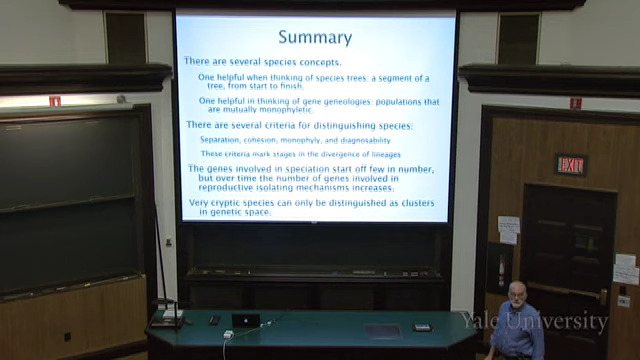 Summary
There are several species concepts.
One helpful when thinking of species trees: a segment of a
tree, from start to finish.
One helpful in thinking of gene geneologies: populations that
are mutually monophyletic.
There are several criteria for distinguishing species:
Separation, cohesion, monophyly, and diagnosability
These criteria mark stages in the divergence of lineages
The genes involved in speciation start off few in number,
but over time the number of genes involved in
reproductive isolating mechanisms increases.
Very cryptic species can only be distinguished as clusters
in genetic space.
EXIT
Yale University